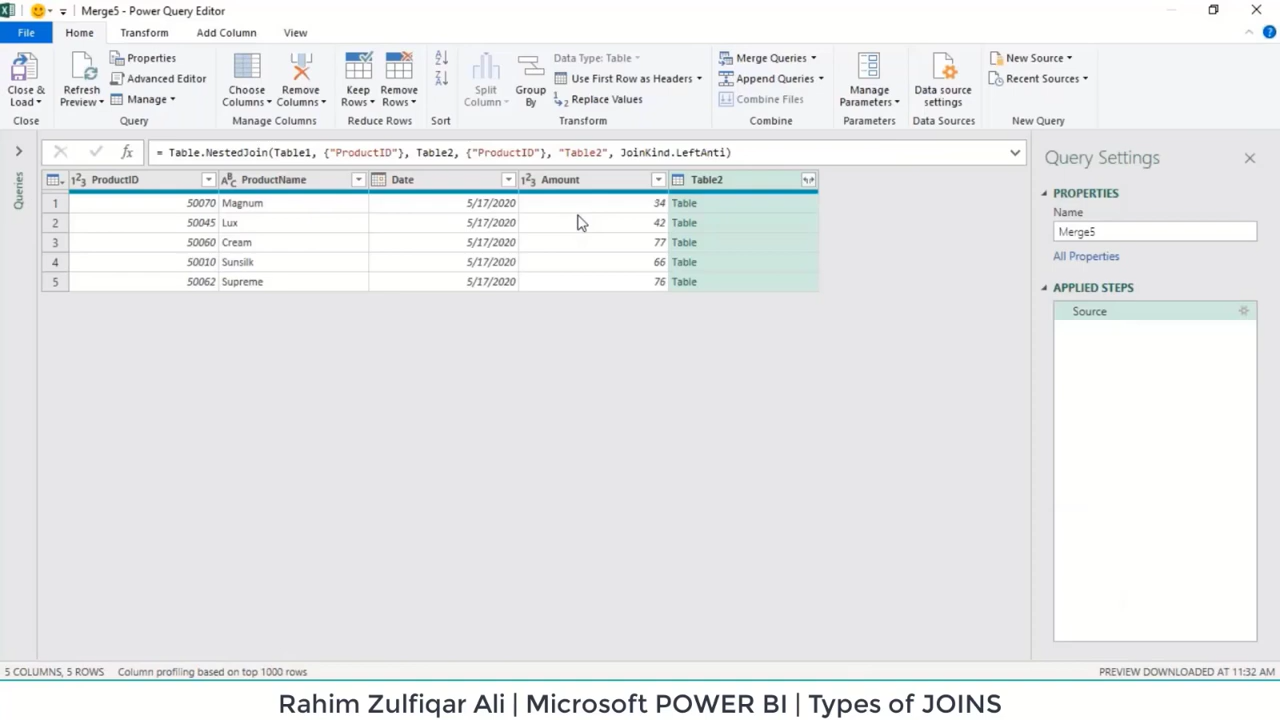 Merge5 - Power Query Editor
File Home Transform Add Column View
Close & Load
Refresh Preview
Properties
Advanced Editor
Manage
Choose Columns
Remove Columns
Keep Rows
Remove Rows
Split Column
Group By
Data Type: Table
Use First Row as Headers
Replace Values
Merge Queries
Append Queries
Combine Files
Manage Parameters
Data source settings
New Source
Recent Sources
Close Query Manage Columns Reduce Rows Sort Transform Combine Parameters Data Sources New Query
= Table.NestedJoin(Table1, {"ProductID"}, Table2, {"ProductID"}, "Table2", JoinKind.LeftAnti)
Queries
ProductID ProductName Date Amount Table2
1 50070 Magnum 5/17/2020 34 Table
2 50045 Lux 5/17/2020 42 Table
3 50060 Cream 5/17/2020 77 Table
4 50010 Sunsilk 5/17/2020 66 Table
5 50062 Supreme 5/17/2020 76 Table
Query Settings
PROPERTIES
Name
Merge5
All Properties
APPLIED STEPS
Source
5 COLUMNS, 5 ROWS Column profiling based on top 1000 rows PREVIEW DOWNLOADED AT 11:32 AM
Rahim Zulfiqar Ali | Microsoft POWER BI | Types of JOINS